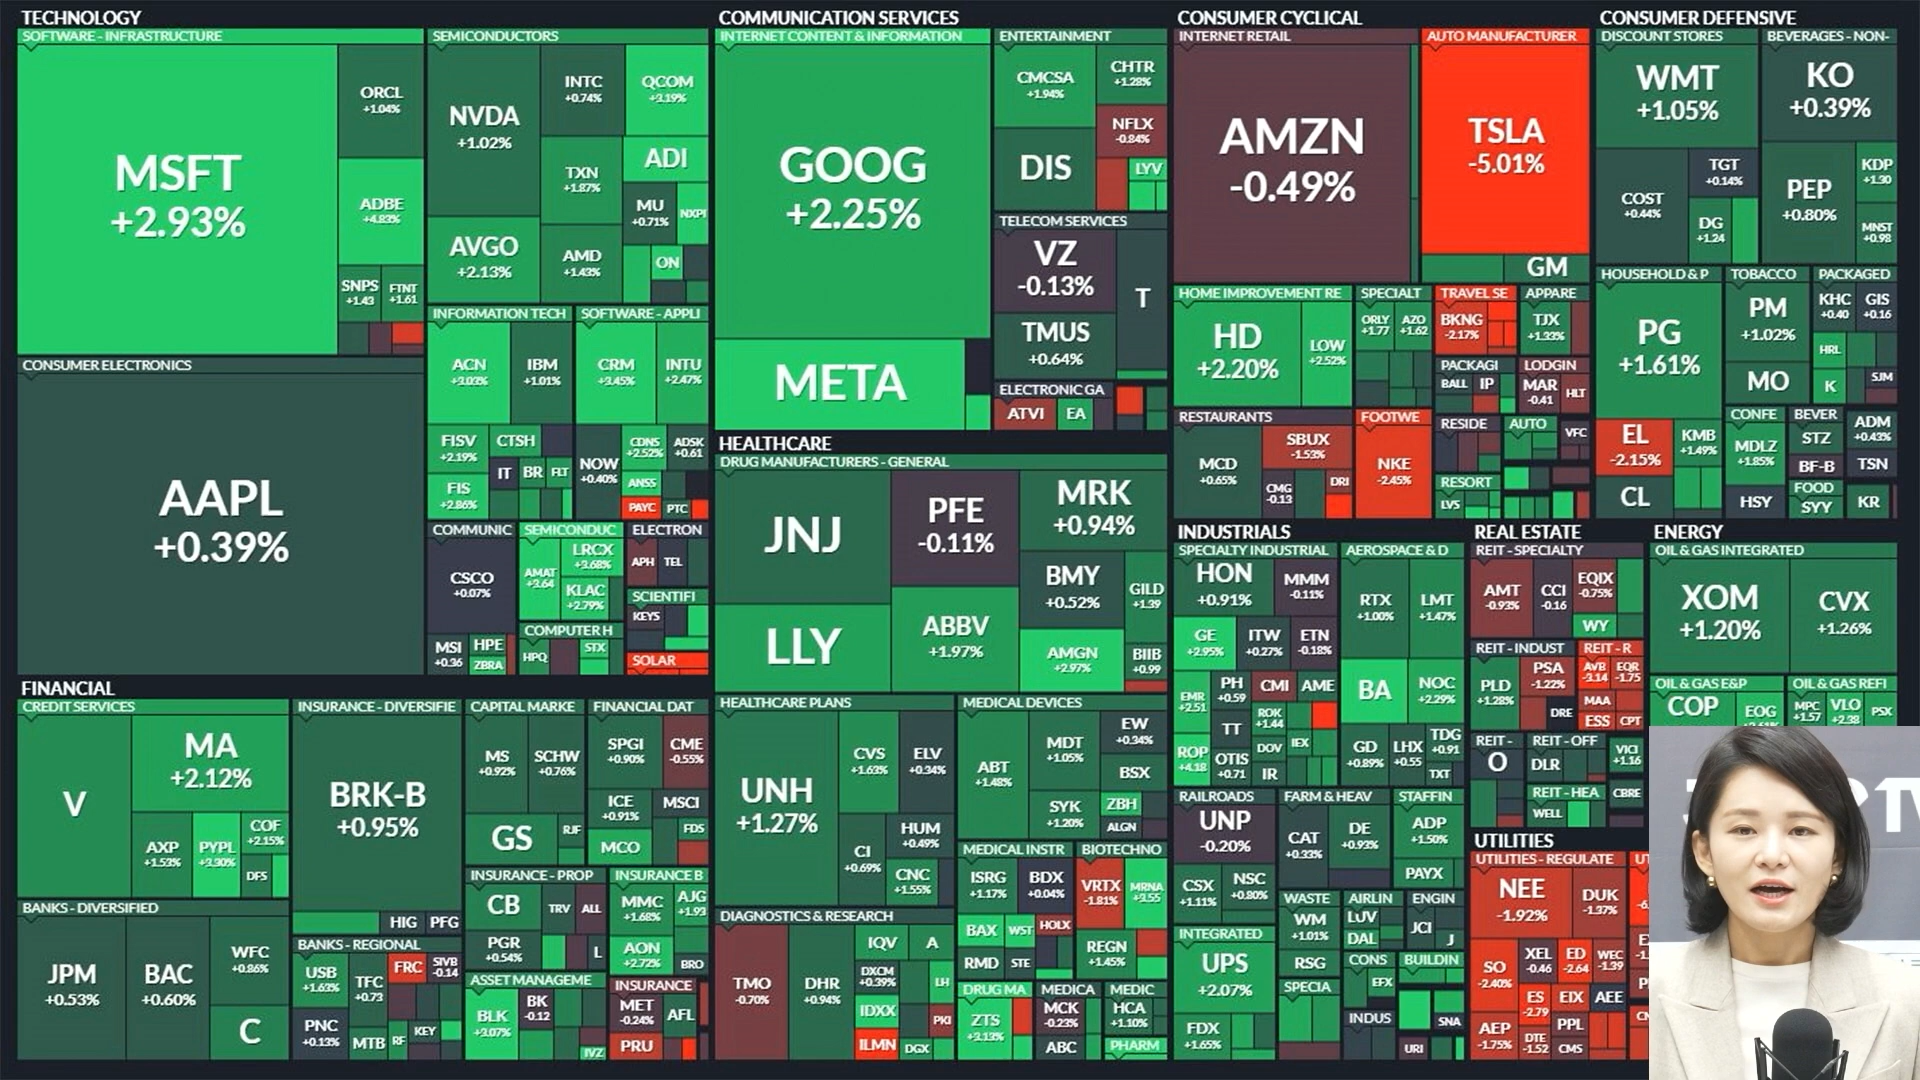 TECHNOLOGY
SOFTWARE - INFRASTRUCTURE
MSFT
+2.93%
ORCL
+1.04%
ADBE
+4.83%
SNPS
+1.43
FTNT
+1.61
SEMICONDUCTORS
NVDA
+1.02%
INTC
+0.74%
QCOM
+3.19%
TXN
+1.87%
ADI
MU
+0.71%
NXPI
AVGO
+2.13%
AMD
+1.43%
ON
CONSUMER ELECTRONICS
AAPL
+0.39%
INFORMATION TECH
ACN
+3.03%
IBM
+1.01%
FISV
+2.19%
CTSH
IT
BR
FLT
FIS
+2.86%
SOFTWARE - APPLI
CRM
+3.45%
INTU
+2.47%
NOW
+0.40%
CDNS
+2.52%
ADSK
+0.61
ANSS
PAYC
PTC
COMMUNIC
CSCO
+0.07%
MSI
+0.36
HPE
ZBRA
SEMICONDUC
AMAT
+3.64
LRCX
+3.68%
KLAC
+2.79%
COMPUTER H
HPQ
STX
ELECTRON
APH
TEL
SCIENTIFI
KEYS
SOLAR
COMMUNICATION SERVICES
INTERNET CONTENT & INFORMATION
GOOG
+2.25%
META
ENTERTAINMENT
CMCSA
+1.94%
CHTR
+1.28%
NFLX
-0.84%
DIS
LYV
TELECOM SERVICES
VZ
-0.13%
T
TMUS
+0.64%
ELECTRONIC GA
ATVI
EA
CONSUMER CYCLICAL
INTERNET RETAIL
AMZN
-0.49%
AUTO MANUFACTURER
TSLA
-5.01%
GM
HOME IMPROVEMENT RE
HD
+2.20%
LOW
+2.52%
SPECIALT
ORLY
+1.77
AZO
+1.62
TRAVEL SE
BKNG
-2.17%
APPARE
TJX
+1.33%
PACKAGI
BALL
IP
LODGIN
MAR
-0.41
HLT
RESTAURANTS
MCD
+0.65%
SBUX
-1.53%
CMG
-0.13
DRI
FOOTWE
NKE
-2.45%
RESIDE
AUTO
VFC
RESORT
LVS
CONSUMER DEFENSIVE
DISCOUNT STORES
WMT
+1.05%
COST
+0.44%
TGT
+0.14%
DG
+1.24
BEVERAGES - NON-
KO
+0.39%
PEP
+0.80%
KDP
+1.30
MNST
+0.98
HOUSEHOLD & P
PG
+1.61%
EL
-2.15%
KMB
+1.49%
CL
TOBACCO
PM
+1.02%
MO
PACKAGED
KHC
+0.40
GIS
+0.16
HRL
K
SJM
CONFE
MDLZ
+1.85%
HSY
BEVER
STZ
BF-B
FOOD
SYY
ADM
+0.43%
TSN
KR
HEALTHCARE
DRUG MANUFACTURERS - GENERAL
JNJ
PFE
-0.11%
MRK
+0.94%
LLY
ABBV
+1.97%
BMY
+0.52%
GILD
+1.39
AMGN
+2.97%
BIIB
+0.99
HEALTHCARE PLANS
UNH
+1.27%
CVS
+1.63%
ELV
+0.34%
CI
+0.69%
HUM
+0.49%
CNC
+1.55%
MEDICAL DEVICES
ABT
+1.48%
MDT
+1.05%
EW
+0.34%
BSX
SYK
+1.20%
ZBH
ALGN
MEDICAL INSTR
ISRG
+1.17%
BDX
+0.04%
BAX
WST
HOLX
RMD
STE
BIOTECHNO
VRTX
-1.81%
MRNA
+3.55
REGN
+1.45%
DIAGNOSTICS & RESEARCH
TMO
-0.70%
DHR
+0.94%
IQV
A
DXCM
+0.39%
LH
IDXX
PKI
ILMN
DGX
DRUG MA
ZTS
+3.13%
MEDICA
MCK
-0.23%
ABC
MEDIC
HCA
+1.10%
PHARM
FINANCIAL
CREDIT SERVICES
V
MA
+2.12%
AXP
+1.53%
PYPL
+3.30%
COF
+2.15%
DFS
INSURANCE - DIVERSIFIE
BRK-B
+0.95%
HIG
PFG
CAPITAL MARKE
MS
+0.92%
SCHW
+0.76%
GS
RJF
FINANCIAL DAT
SPGI
+0.90%
CME
-0.55%
ICE
+0.91%
MSCI
MCO
FDS
BANKS - DIVERSIFIED
JPM
+0.53%
BAC
+0.60%
WFC
+0.86%
C
BANKS - REGIONAL
USB
+1.63%
TFC
+0.73
FRC
SIVB
-0.14
PNC
+0.13%
MTB
RF
KEY
INSURANCE - PROP
CB
TRV
ALL
PGR
+0.54%
L
INSURANCE B
MMC
+1.68%
AJG
+1.93
AON
+2.72%
BRO
ASSET MANAGEME
BLK
+3.07%
BK
-0.12
IVZ
INSURANCE
MET
-0.24%
AFL
PRU
INDUSTRIALS
SPECIALTY INDUSTRIAL
HON
+0.91%
MMM
-0.11%
GE
+2.95%
ITW
+0.27%
ETN
-0.18%
EMR
+2.51
PH
+0.59
CMI
AME
ROK
+1.44
TT
ROP
+4.18
OTIS
+0.71
DOV
IEX
IR
AEROSPACE & D
RTX
+1.00%
LMT
+1.47%
BA
NOC
+2.29%
GD
+0.89%
LHX
+0.55
TDG
+0.91
TXT
RAILROADS
UNP
-0.20%
CSX
+1.11%
NSC
+0.80%
FARM & HEAV
CAT
+0.33%
DE
+0.93%
STAFFIN
ADP
+1.50%
PAYX
WASTE
WM
+1.01%
RSG
AIRLIN
LUV
DAL
ENGIN
JCI
J
INTEGRATED
UPS
+2.07%
FDX
+1.65%
SPECIA
CONS
EFX
BUILDIN
INDUS
SNA
URI
REAL ESTATE
REIT - SPECIALTY
AMT
-0.93%
CCI
-0.16
EQIX
-0.75%
WY
REIT - INDUST
PLD
+1.28%
PSA
-1.22%
DRE
REIT - R
AVB
-3.14
EQR
-1.75
MAA
ESS
CPT
REIT -
O
REIT - OFF
DLR
VICI
+1.16
REIT - HEA
WELL
CBRE
ENERGY
OIL & GAS INTEGRATED
XOM
+1.20%
CVX
+1.26%
OIL & GAS E&P
COP
EOG
OIL & GAS REFI
MPC
+1.57
VLO
+2.38
PSX
UTILITIES
UTILITIES - REGULATE
NEE
-1.92%
DUK
-1.37%
SO
-2.40%
XEL
-0.46
ED
-2.64
WEC
-1.39
ES
-2.79
EIX
AEE
AEP
-1.75%
DTE
-1.52
PPL
CMS